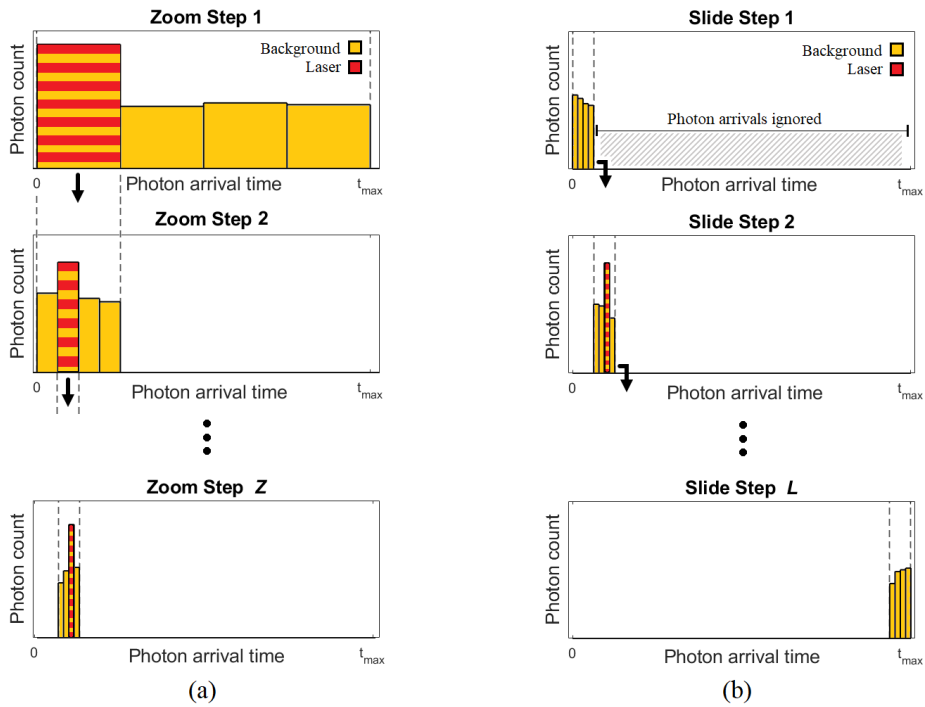 Zoom Step 1
Photon count
Background
Laser
0
Photon arrival time
tmax
Zoom Step 2
Photon count
0
Photon arrival time
tmax
Zoom Step Z
Photon count
0
Photon arrival time
tmax
(a)
Slide Step 1
Photon count
Background
Laser
Photon arrivals ignored
0
Photon arrival time
tmax
Slide Step 2
Photon count
0
Photon arrival time
tmax
Slide Step L
Photon count
0
Photon arrival time
tmax
(b)